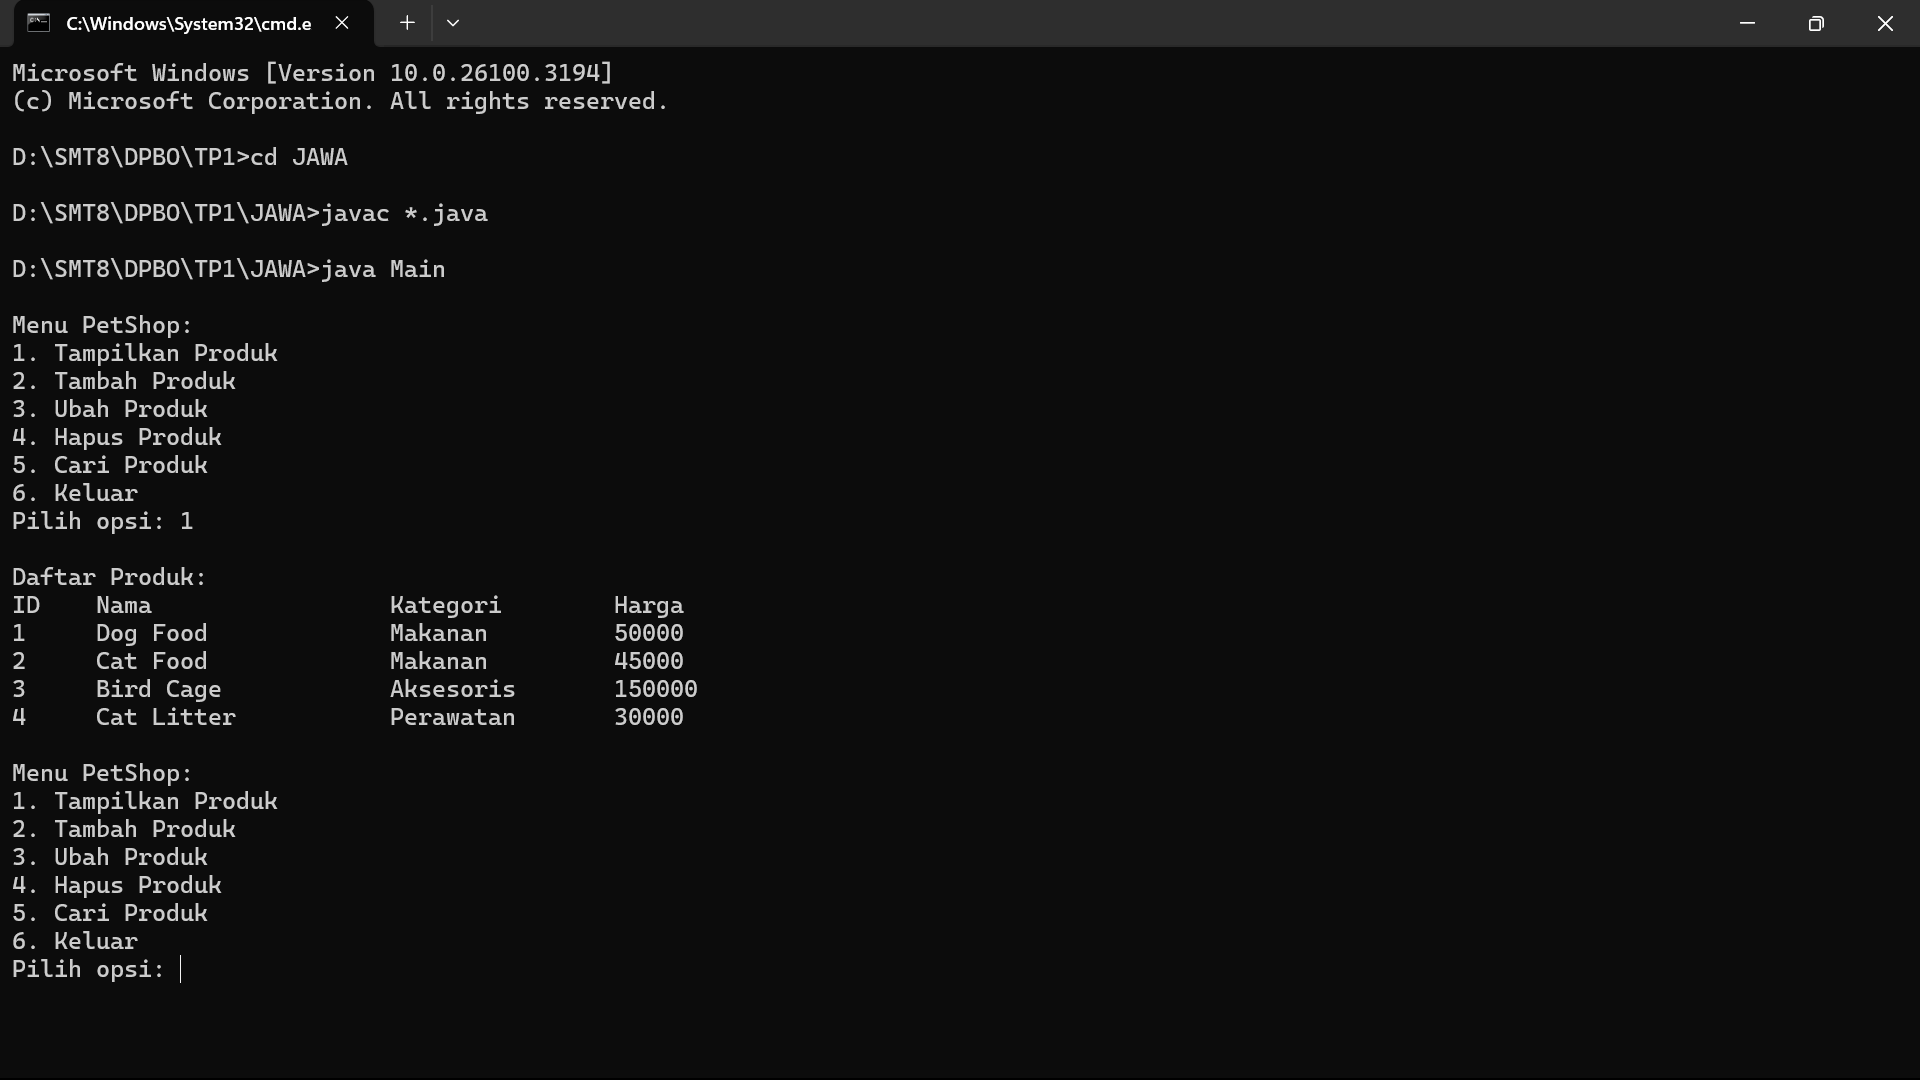 C:\Windows\System32\cmd.e
Microsoft Windows [Version 10.0.26100.3194]
(c) Microsoft Corporation. All rights reserved.
D:\SMT8\DPBO\TP1>cd JAWA
D:\SMT8\DPBO\TP1\JAWA>javac *.java
D:\SMT8\DPBO\TP1\JAWA>java Main
Menu PetShop:
1. Tampilkan Produk
2. Tambah Produk
3. Ubah Produk
4. Hapus Produk
5. Cari Produk
6. Keluar
Pilih opsi: 1
Daftar Produk:
ID    Nama                 Kategori        Harga
1     Dog Food             Makanan         50000
2     Cat Food             Makanan         45000
3     Bird Cage            Aksesoris       150000
4     Cat Litter           Perawatan       30000
Menu PetShop:
1. Tampilkan Produk
2. Tambah Produk
3. Ubah Produk
4. Hapus Produk
5. Cari Produk
6. Keluar
Pilih opsi: